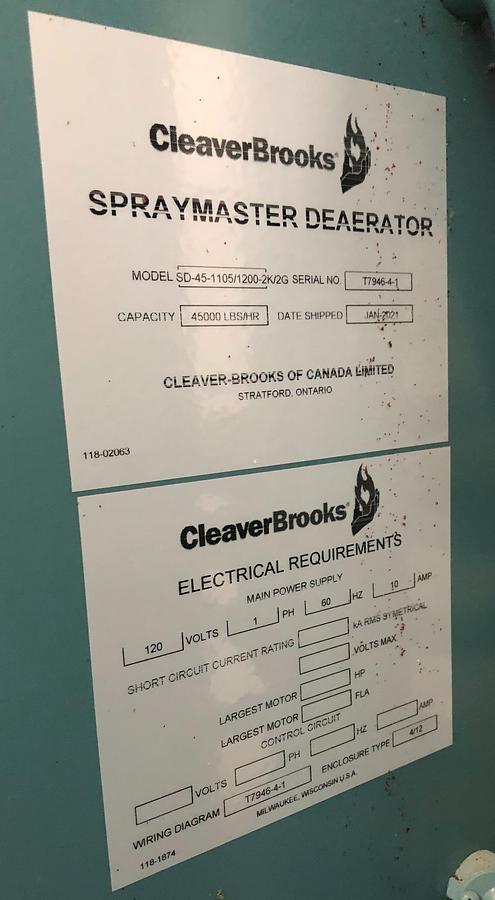 CleaverBrooks®
SPRAYMASTER DEAERATOR
MODEL SD-45-1105/1200-2K/2G SERIAL NO. T7946-4-1
CAPACITY 45000 LBS/HR DATE SHIPPED JAN-2021
CLEAVER-BROOKS OF CANADA LIMITED
STRATFORD, ONTARIO
118-02063
CleaverBrooks®
ELECTRICAL REQUIREMENTS
MAIN POWER SUPPLY
120 VOLTS 1 PH 60 HZ 10 AMP
SHORT CIRCUIT CURRENT RATING kA RMS SYMETRICAL
VOLTS MAX.
LARGEST MOTOR HP
LARGEST MOTOR FLA
CONTROL CIRCUIT
VOLTS PH HZ AMP
WIRING DIAGRAM T7946-4-1 ENCLOSURE TYPE 4/12
MILWAUKEE, WISCONSIN U.S.A.
118-1874